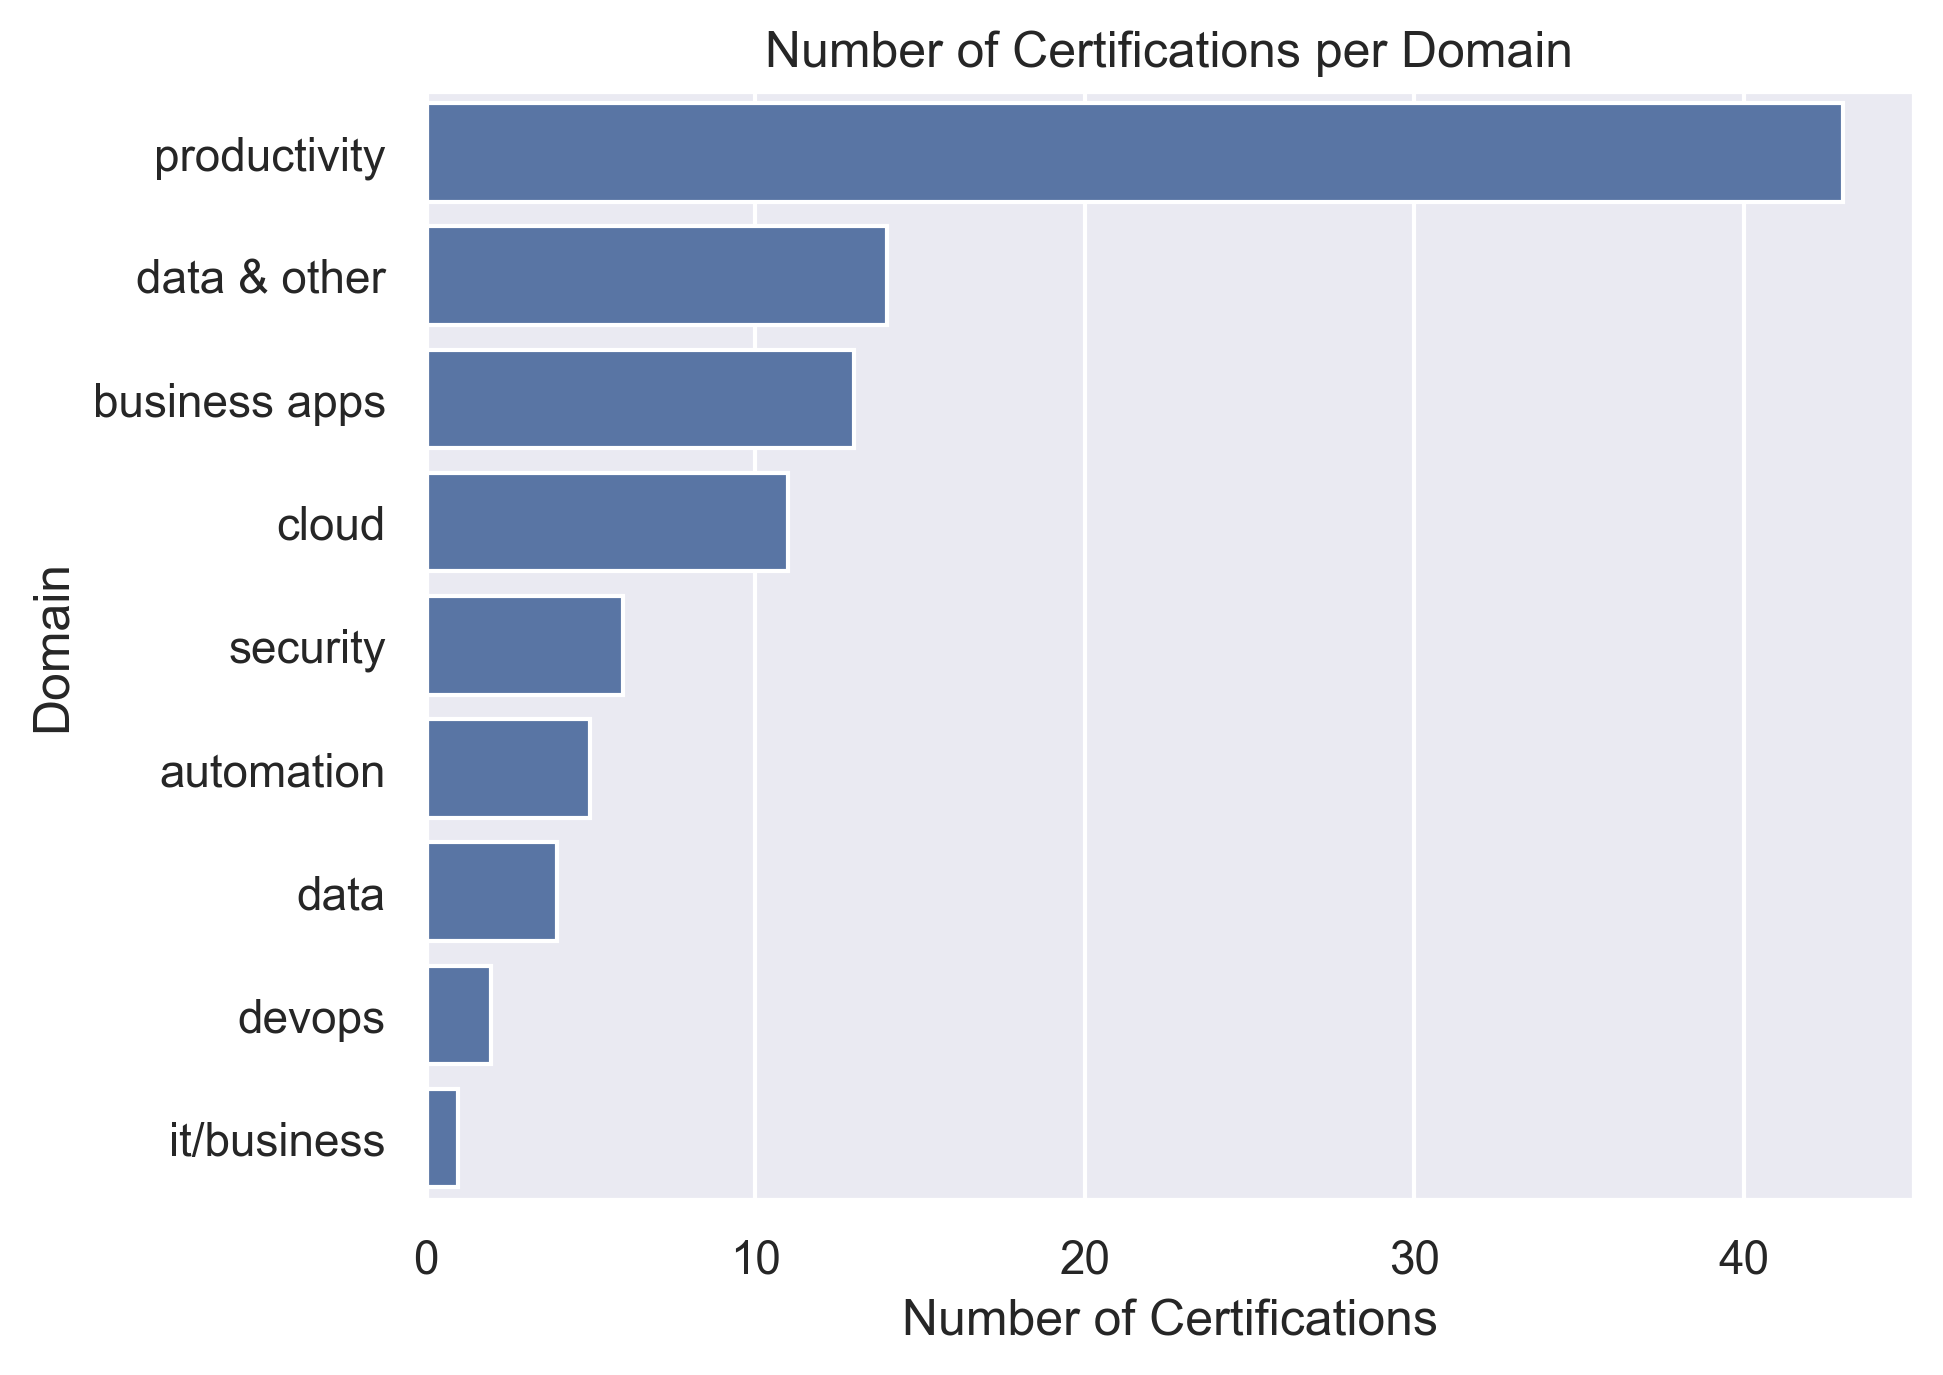 Number of Certifications per Domain
productivity
data & other
business apps
cloud
security
automation
data
devops
it/business
Domain
0 10 20 30 40
Number of Certifications